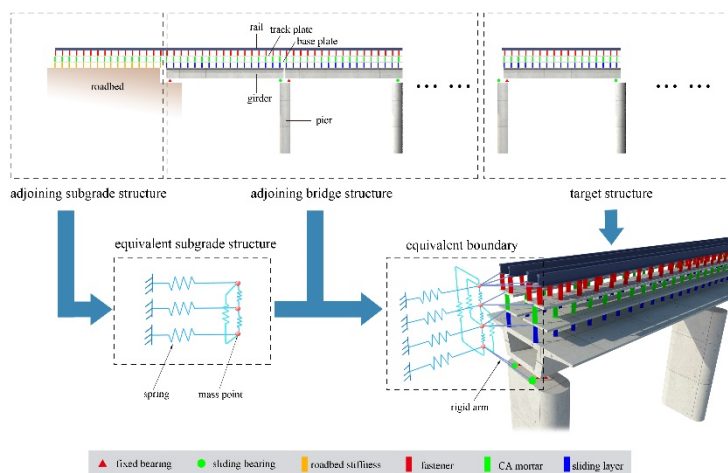 rail
track plate
base plate
roadbed
girder
pier
adjoining subgrade structure
adjoining bridge structure
target structure
equivalent subgrade structure
equivalent boundary
spring
mass point
rigid arm
fixed bearing
sliding bearing
roadbed stiffness
fastener
CA mortar
sliding layer